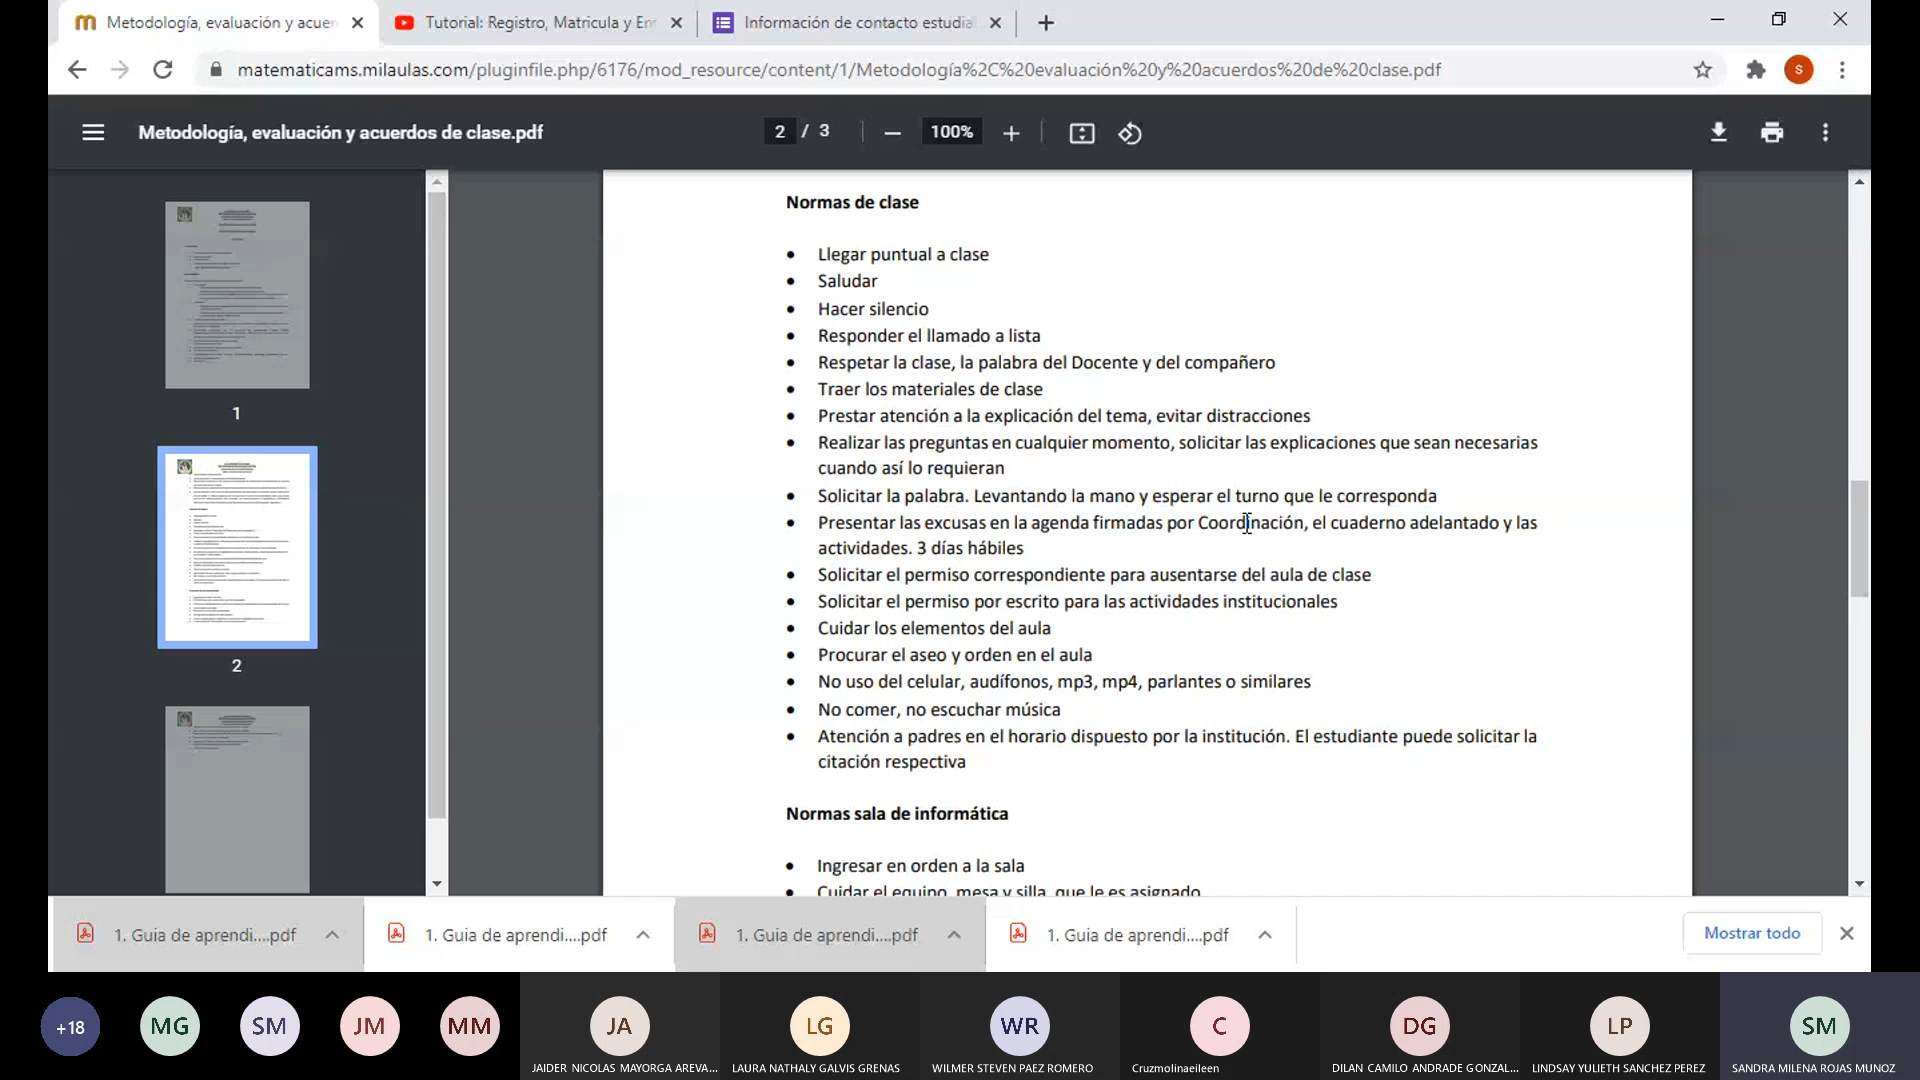 Metodología, evaluación y acuer
Tutorial: Registro, Matricula y En
Información de contacto estudia
matematicams.milaulas.com/pluginfile.php/6176/mod_resource/content/1/Metodología%2C%20evaluación%20y%20acuerdos%20de%20clase.pdf
S
Metodología, evaluación y acuerdos de clase.pdf
2 / 3
100%
1
2
Normas de clase
• Llegar puntual a clase
• Saludar
• Hacer silencio
• Responder el llamado a lista
• Respetar la clase, la palabra del Docente y del compañero
• Traer los materiales de clase
• Prestar atención a la explicación del tema, evitar distracciones
• Realizar las preguntas en cualquier momento, solicitar las explicaciones que sean necesarias
cuando así lo requieran
• Solicitar la palabra. Levantando la mano y esperar el turno que le corresponda
• Presentar las excusas en la agenda firmadas por Coordinación, el cuaderno adelantado y las
actividades. 3 días hábiles
• Solicitar el permiso correspondiente para ausentarse del aula de clase
• Solicitar el permiso por escrito para las actividades institucionales
• Cuidar los elementos del aula
• Procurar el aseo y orden en el aula
• No uso del celular, audífonos, mp3, mp4, parlantes o similares
• No comer, no escuchar música
• Atención a padres en el horario dispuesto por la institución. El estudiante puede solicitar la
citación respectiva
Normas sala de informática
• Ingresar en orden a la sala
• Cuidar el equipo, mesa y silla, que le es asignado
1. Guia de aprendi....pdf
1. Guia de aprendi....pdf
1. Guia de aprendi....pdf
1. Guia de aprendi....pdf
Mostrar todo
+18
MG
SM
JM
MM
JA
LG
WR
C
DG
LP
SM
JAIDER NICOLAS MAYORGA AREVA...
LAURA NATHALY GALVIS GRENAS
WILMER STEVEN PAEZ ROMERO
Cruzmolinaeileen
DILAN CAMILO ANDRADE GONZAL...
LINDSAY YULIETH SANCHEZ PEREZ
SANDRA MILENA ROJAS MUNOZ